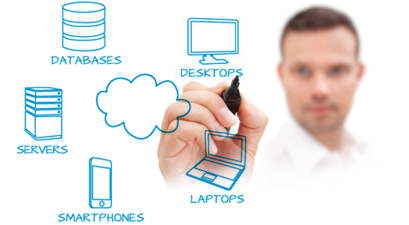 DATABASES
DESKTOPS
SERVERS
LAPTOPS
SMARTPHONES